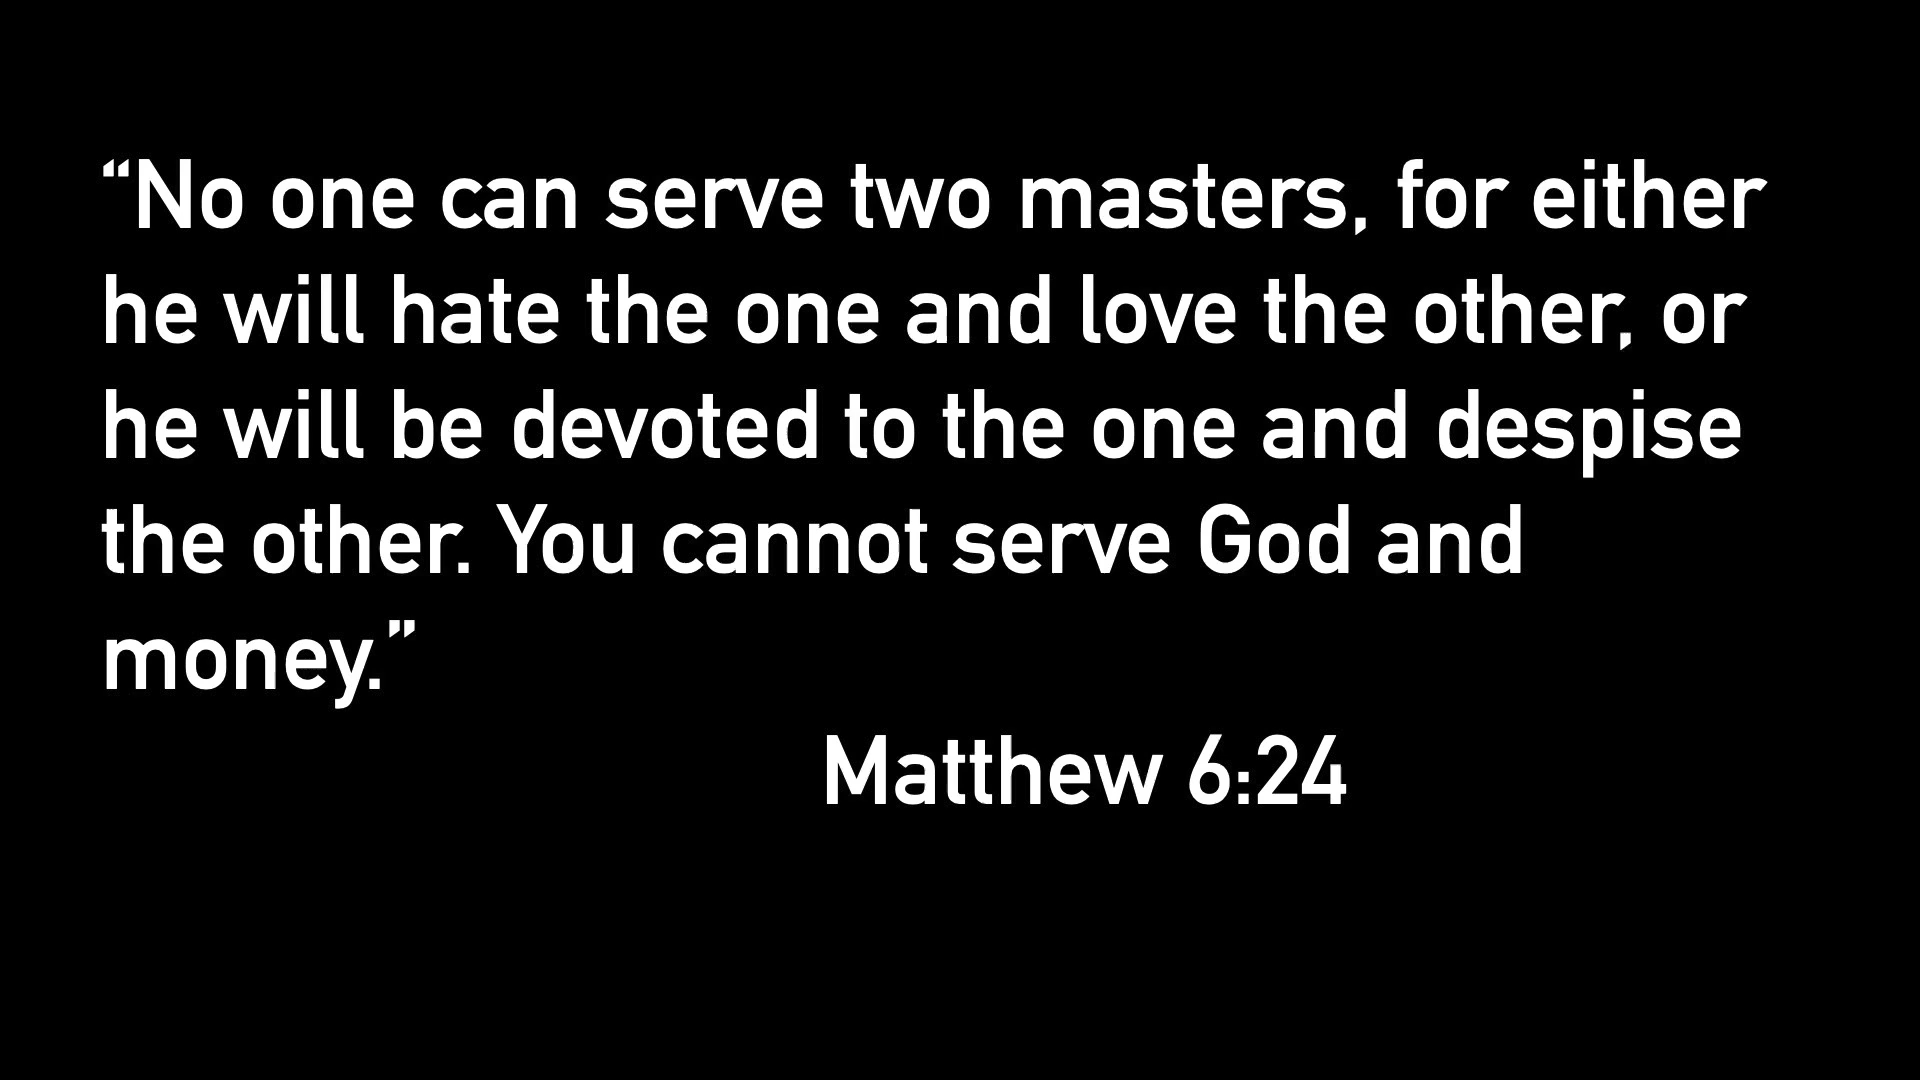 “No one can serve two masters, for either
he will hate the one and love the other, or
he will be devoted to the one and despise
the other. You cannot serve God and
money.”
Matthew 6:24